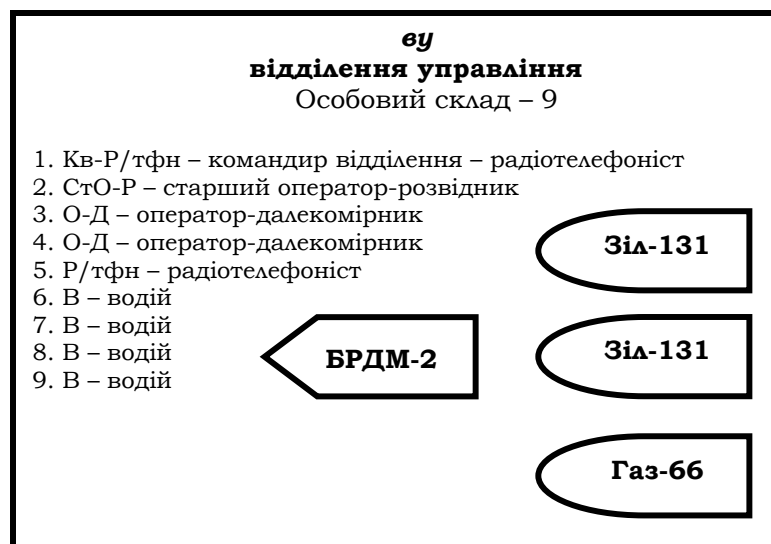 ву
відділення управління
Особовий склад – 9
1. Кв-Р/тфн – командир відділення – радіотелефоніст
2. СтО-Р – старший оператор-розвідник
3. О-Д – оператор-далекомірник
4. О-Д – оператор-далекомірник
5. Р/тфн – радіотелефоніст
6. В – водій
7. В – водій
8. В – водій
9. В – водій
Зіл-131
БРДМ-2
Зіл-131
Газ-66